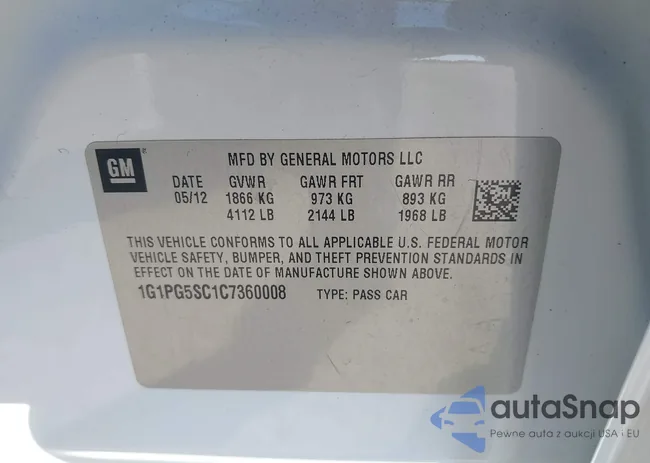 GM
MFD BY GENERAL MOTORS LLC
DATE GVWR GAWR FRT GAWR RR
05/12 1866 KG 973 KG 893 KG
4112 LB 2144 LB 1968 LB
THIS VEHICLE CONFORMS TO ALL APPLICABLE U.S. FEDERAL MOTOR
VEHICLE SAFETY, BUMPER, AND THEFT PREVENTION STANDARDS IN
EFFECT ON THE DATE OF MANUFACTURE SHOWN ABOVE.
1G1PG5SC1C7360008 TYPE: PASS CAR
autaSnap
Pewne auta z aukcji USA i EU